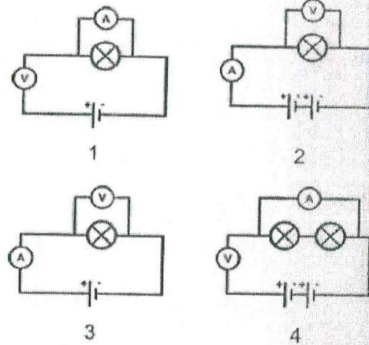 A V
V A
+ - + - + -
1 2
V A
A V
+ - + - + -
3 4